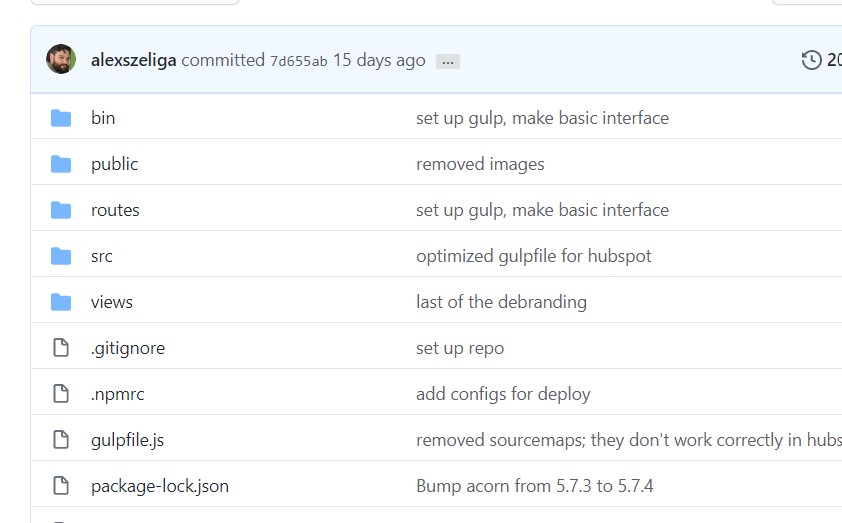 alexszeliga committed 7d655ab 15 days ago ... 20
bin set up gulp, make basic interface
public removed images
routes set up gulp, make basic interface
src optimized gulpfile for hubspot
views last of the debranding
.gitignore set up repo
.npmrc add configs for deploy
gulpfile.js removed sourcemaps; they don't work correctly in hubs
package-lock.json Bump acorn from 5.7.3 to 5.7.4